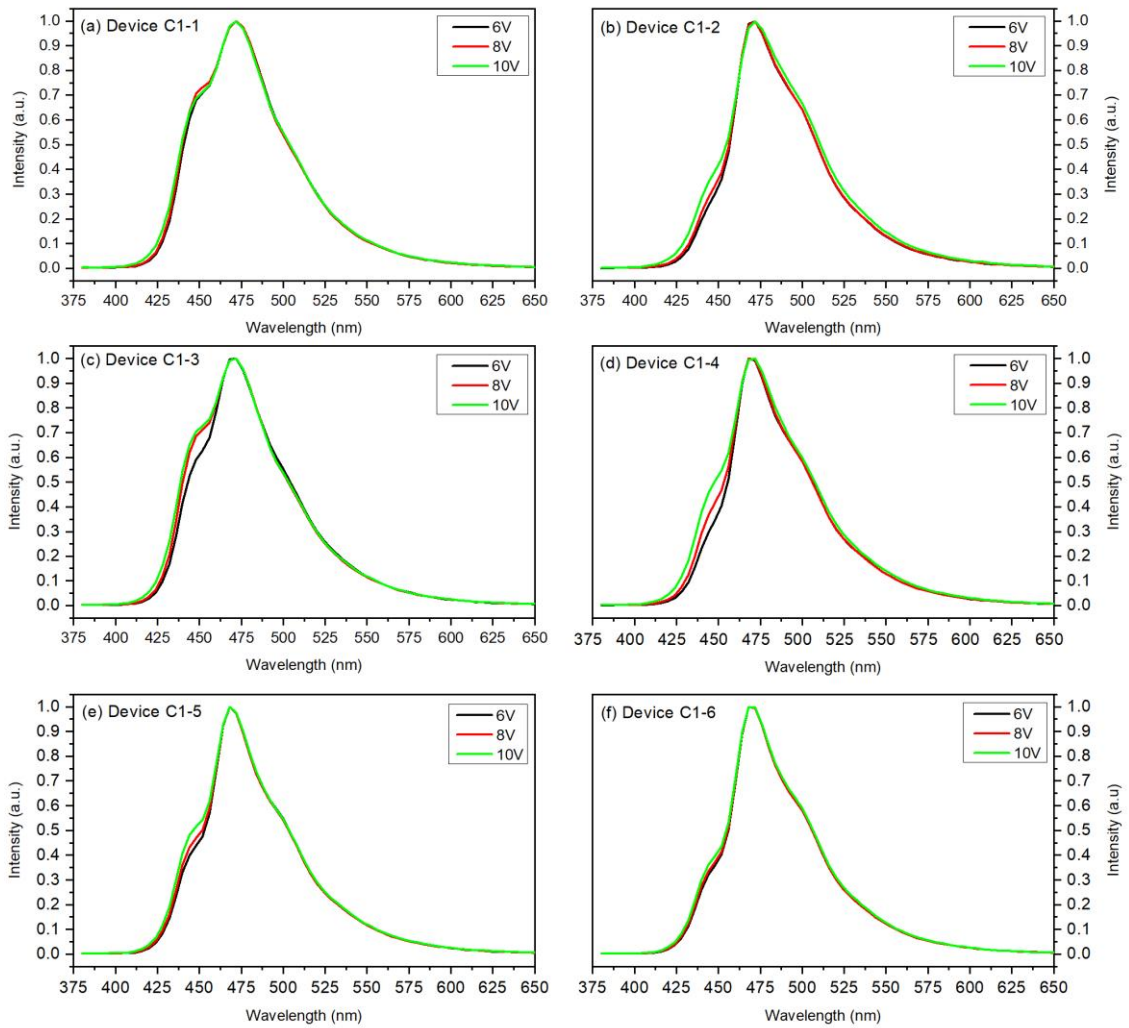 (a) Device C1-1
6V
8V
10V
Intensity (a.u.)
1.0
0.9
0.8
0.7
0.6
0.5
0.4
0.3
0.2
0.1
0.0
375 400 425 450 475 500 525 550 575 600 625 650
Wavelength (nm)
(b) Device C1-2
6V
8V
10V
1.0
0.9
0.8
0.7
0.6
0.5
0.4
0.3
0.2
0.1
0.0
Intensity (a.u.)
375 400 425 450 475 500 525 550 575 600 625 650
Wavelength (nm)
(c) Device C1-3
6V
8V
10V
Intensity (a.u.)
1.0
0.9
0.8
0.7
0.6
0.5
0.4
0.3
0.2
0.1
0.0
375 400 425 450 475 500 525 550 575 600 625 650
Wavelength (nm)
(d) Device C1-4
6V
8V
10V
1.0
0.9
0.8
0.7
0.6
0.5
0.4
0.3
0.2
0.1
0.0
Intensity (a.u.)
375 400 425 450 475 500 525 550 575 600 625 650
Wavelength (nm)
(e) Device C1-5
6V
8V
10V
Intensity (a.u.)
1.0
0.9
0.8
0.7
0.6
0.5
0.4
0.3
0.2
0.1
0.0
375 400 425 450 475 500 525 550 575 600 625 650
Wavelength (nm)
(f) Device C1-6
6V
8V
10V
1.0
0.9
0.8
0.7
0.6
0.5
0.4
0.3
0.2
0.1
0.0
Intensity (a.u)
375 400 425 450 475 500 525 550 575 600 625 650
Wavelength (nm)